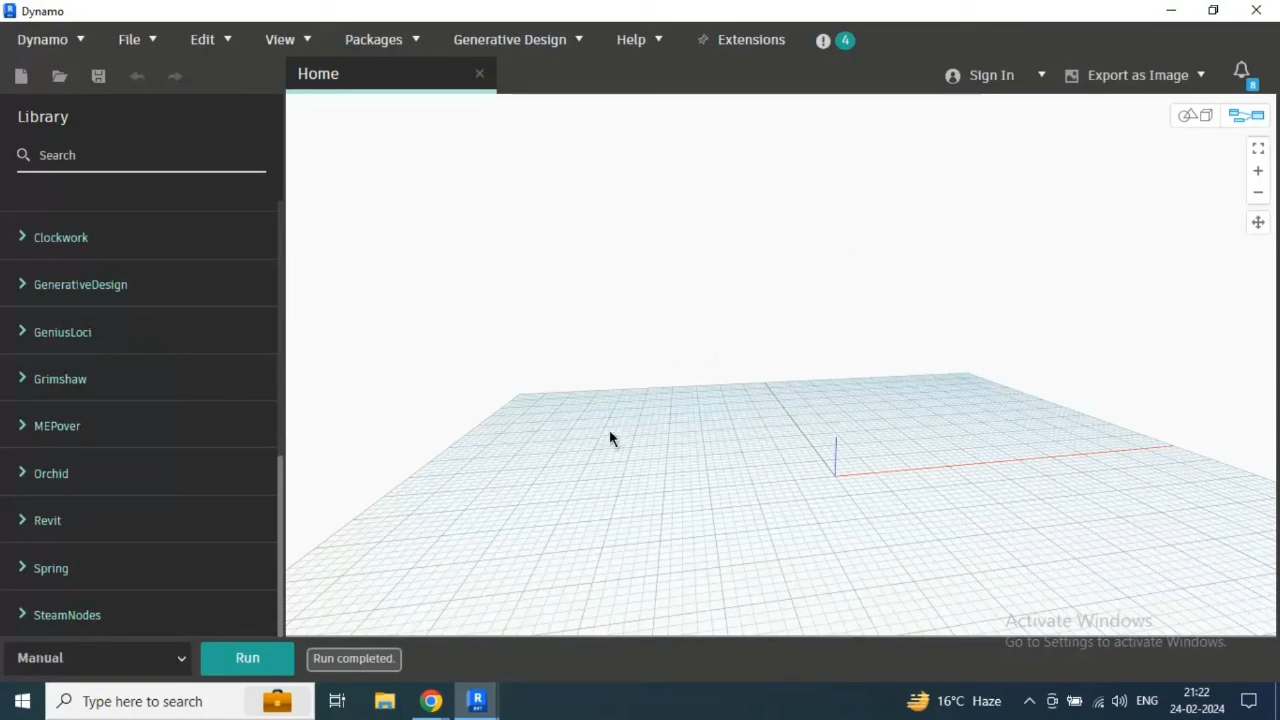 Dynamo
Dynamo File Edit View Packages Generative Design Help Extensions 4
Home Sign In Export as Image 8
Library
Search
Clockwork
GenerativeDesign
GeniusLoci
Grimshaw
MEPover
Orchid
Revit
Spring
SteamNodes
Activate Windows
Go to Settings to activate Windows.
Manual Run Run completed.
Type here to search 16°C Haze ENG 21:22
24-02-2024